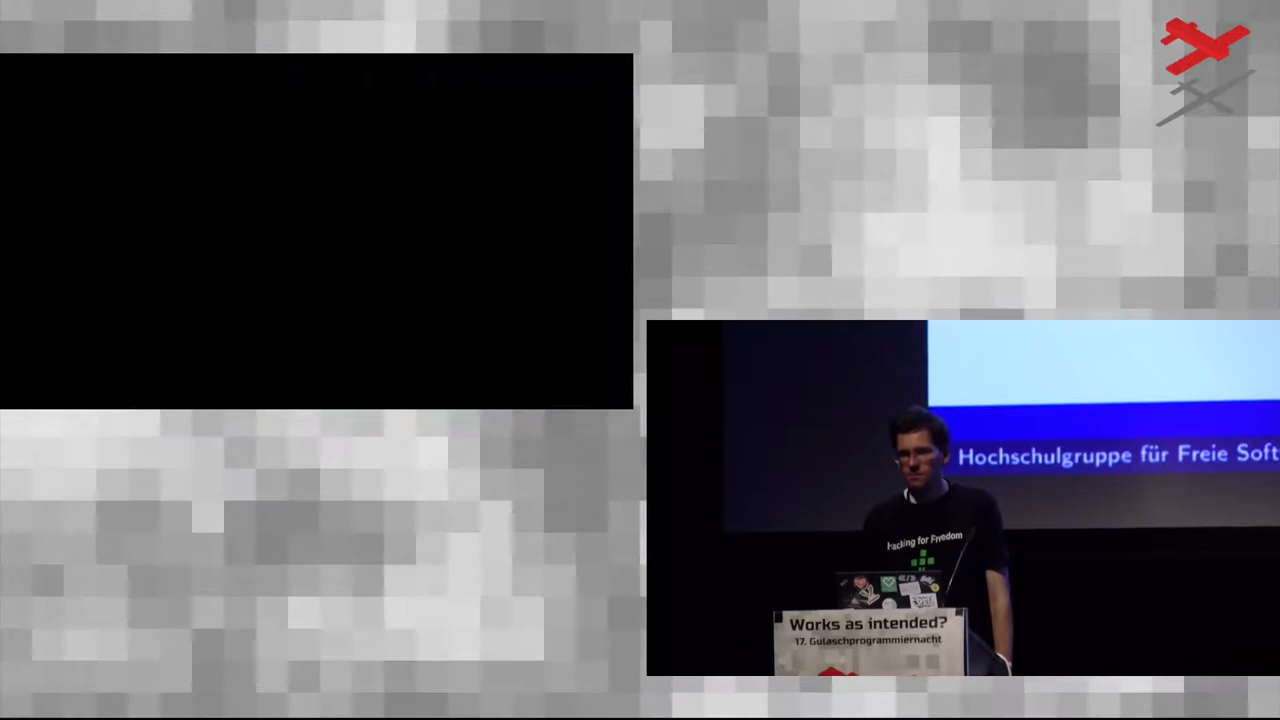 Hochschulgruppe für Freie Soft
Hacking for Freedom
Works as intended?
17. Gulaschprogrammiernacht